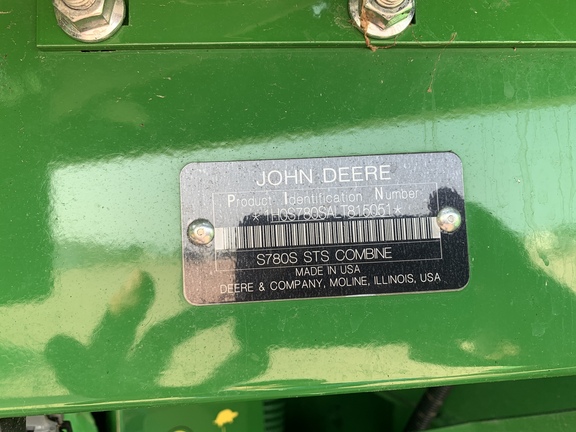 JOHN DEERE
Product Identification Number
*1H0S780SALT815051*
S780S STS COMBINE
MADE IN USA
DEERE & COMPANY, MOLINE, ILLINOIS, USA